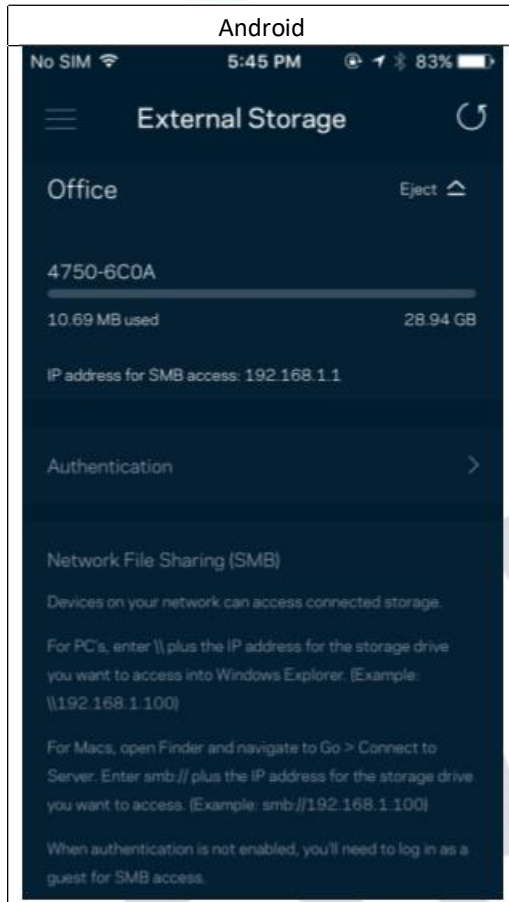 Android
No SIM 5:45 PM 83%
External Storage
Office Eject
4750-6C0A
10.69 MB used 28.94 GB
IP address for SMB access: 192.168.1.1
Authentication
Network File Sharing (SMB)
Devices on your network can access connected storage.
For PC's, enter \\ plus the IP address for the storage drive
you want to access into Windows Explorer. (Example:
\\192.168.1.100)
For Macs, open Finder and navigate to Go > Connect to
Server. Enter smb:// plus the IP address for the storage drive
you want to access. (Example: smb://192.168.1.100)
When authentication is not enabled, you'll need to log in as a
guest for SMB access.